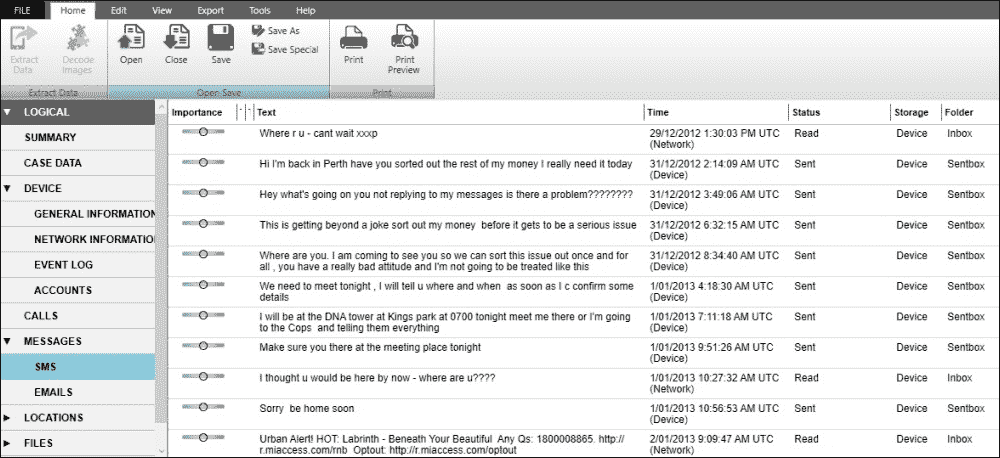 FILE Home Edit View Export Tools Help
Extract Data
Decode Images
Open
Close
Save
Save As
Save Special
Print
Print Preview
Extract Data Open Save Print
LOGICAL
SUMMARY
CASE DATA
DEVICE
GENERAL INFORMATION
NETWORK INFORMATIO
EVENT LOG
ACCOUNTS
CALLS
MESSAGES
SMS
EMAILS
LOCATIONS
FILES
Importance Text Time Status Storage Folder
Where r u - cant wait xxxp 29/12/2012 1:30:03 PM UTC Read Device Inbox
(Network)
Hi I'm back in Perth have you sorted out the rest of my money I really need it today 31/12/2012 2:14:09 AM UTC Sent Device Sentbox
(Device)
Hey what's going on you not replying to my messages is there a problem???????? 31/12/2012 3:49:06 AM UTC Sent Device Sentbox
(Device)
This is getting beyond a joke sort out my money before it gets to be a serious issue 31/12/2012 6:32:15 AM UTC Sent Device Sentbox
(Device)
Where are you. I am coming to see you so we can sort this issue out once and for 31/12/2012 8:34:40 AM UTC Sent Device Sentbox
all , you have a really bad attitude and I'm not going to be treated like this (Device)
We need to meet tonight , I will tell u where and when as soon as I c confirm some 1/01/2013 4:18:30 AM UTC Sent Device Sentbox
details (Device)
I will be at the DNA tower at Kings park at 0700 tonight meet me there or I'm going 1/01/2013 7:11:18 AM UTC Sent Device Sentbox
to the Cops and telling them everything (Device)
Make sure you there at the meeting place tonight 1/01/2013 9:51:26 AM UTC Sent Device Sentbox
(Device)
I thought u would be here by now - where are u???? 1/01/2013 10:27:32 AM UTC Read Device Inbox
(Network)
Sorry be home soon 1/01/2013 10:56:53 AM UTC Sent Device Sentbox
(Device)
Urban Alert! HOT: Labrinth - Beneath Your Beautiful Any Qs: 1800008865. http:// 2/01/2013 9:09:47 AM UTC Read Device Inbox
r.miaccess.com/rnb Optout: http://r.miaccess.com/optout (Network)